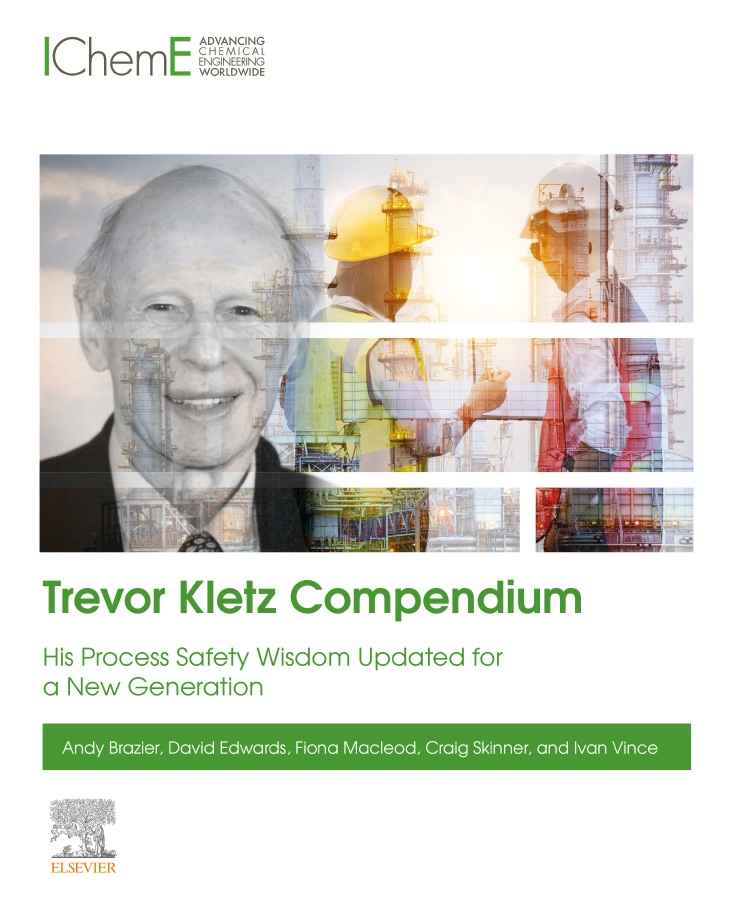 IChemE
ADVANCING
CHEMICAL
ENGINEERING
WORLDWIDE
Trevor Kletz Compendium
His Process Safety Wisdom Updated for
a New Generation
Andy Brazier, David Edwards, Fiona Macleod, Craig Skinner, and Ivan Vince
ELSEVIER